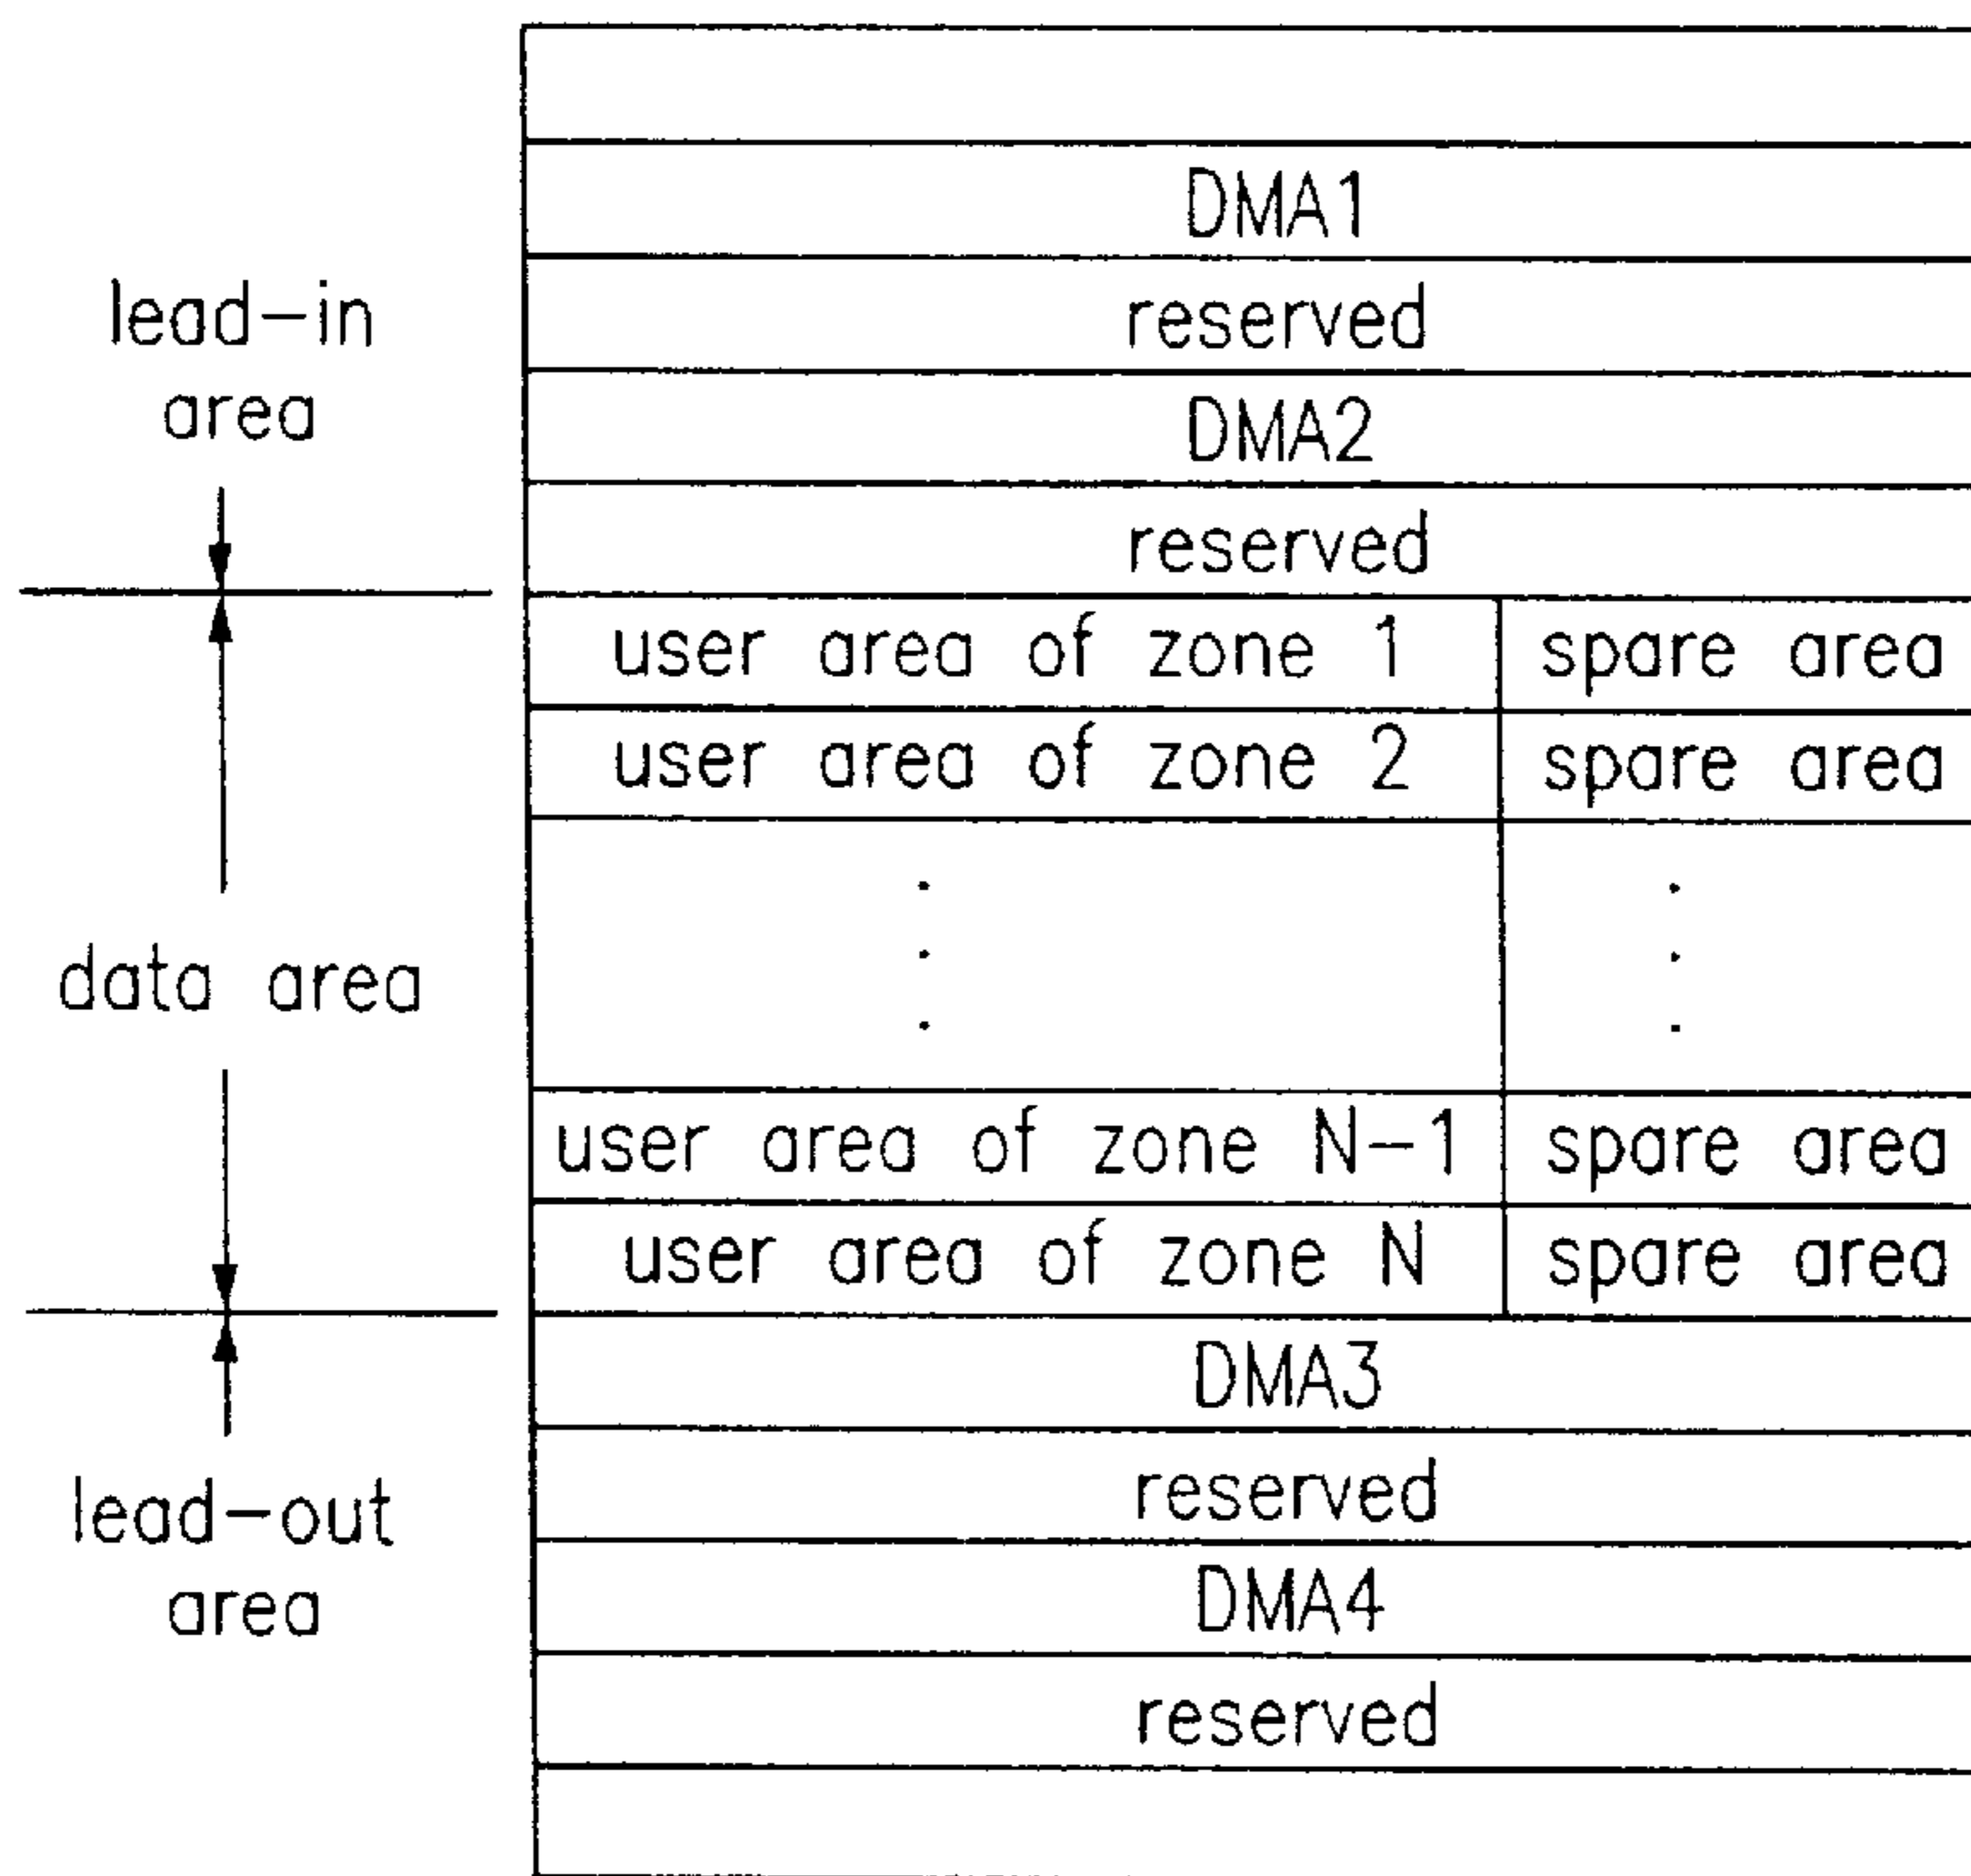 DMA1
reserved
lead-in
area
DMA2
reserved
user area of zone 1 spare area
user area of zone 2 spare area
data area
user area of zone N-1 spare area
user area of zone N spare area
DMA3
reserved
lead-out
area
DMA4
reserved